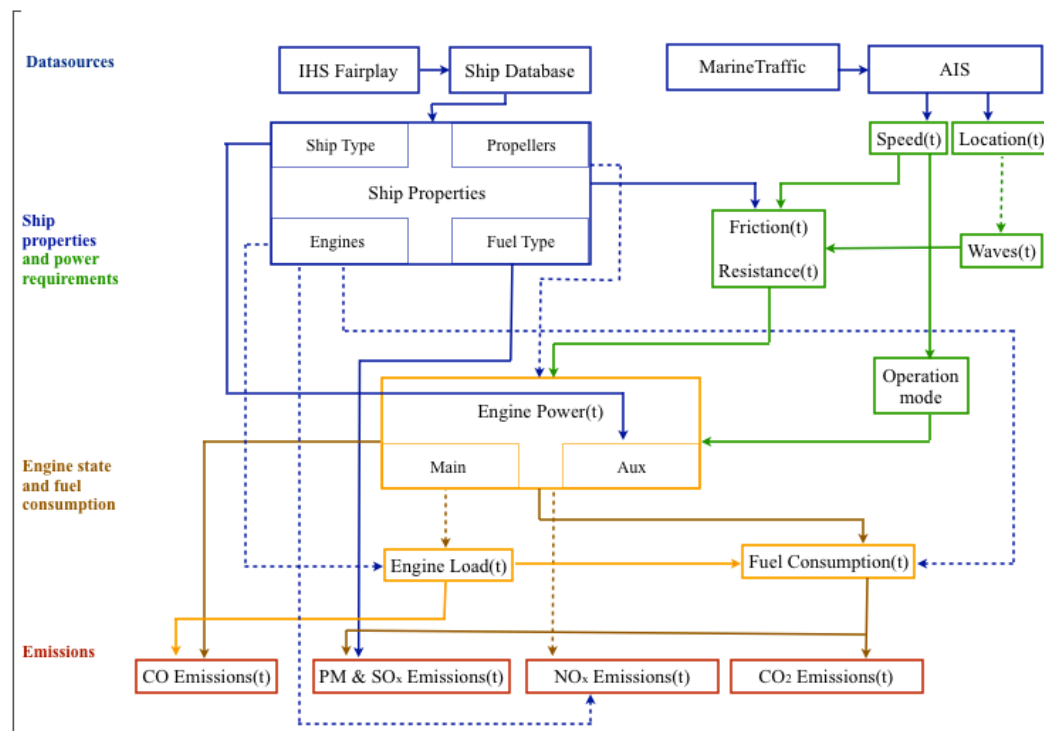 Datasources
IHS Fairplay
Ship Database
MarineTraffic
AIS
Ship Type
Propellers
Speed(t)
Location(t)
Ship Properties
Ship
properties
and power
requirements
Engines
Fuel Type
Friction(t)
Resistance(t)
Waves(t)
Operation
mode
Engine Power(t)
Main
Aux
Engine state
and fuel
consumption
Engine Load(t)
Fuel Consumption(t)
Emissions
CO Emissions(t)
PM & SOx Emissions(t)
NOx Emissions(t)
CO2 Emissions(t)